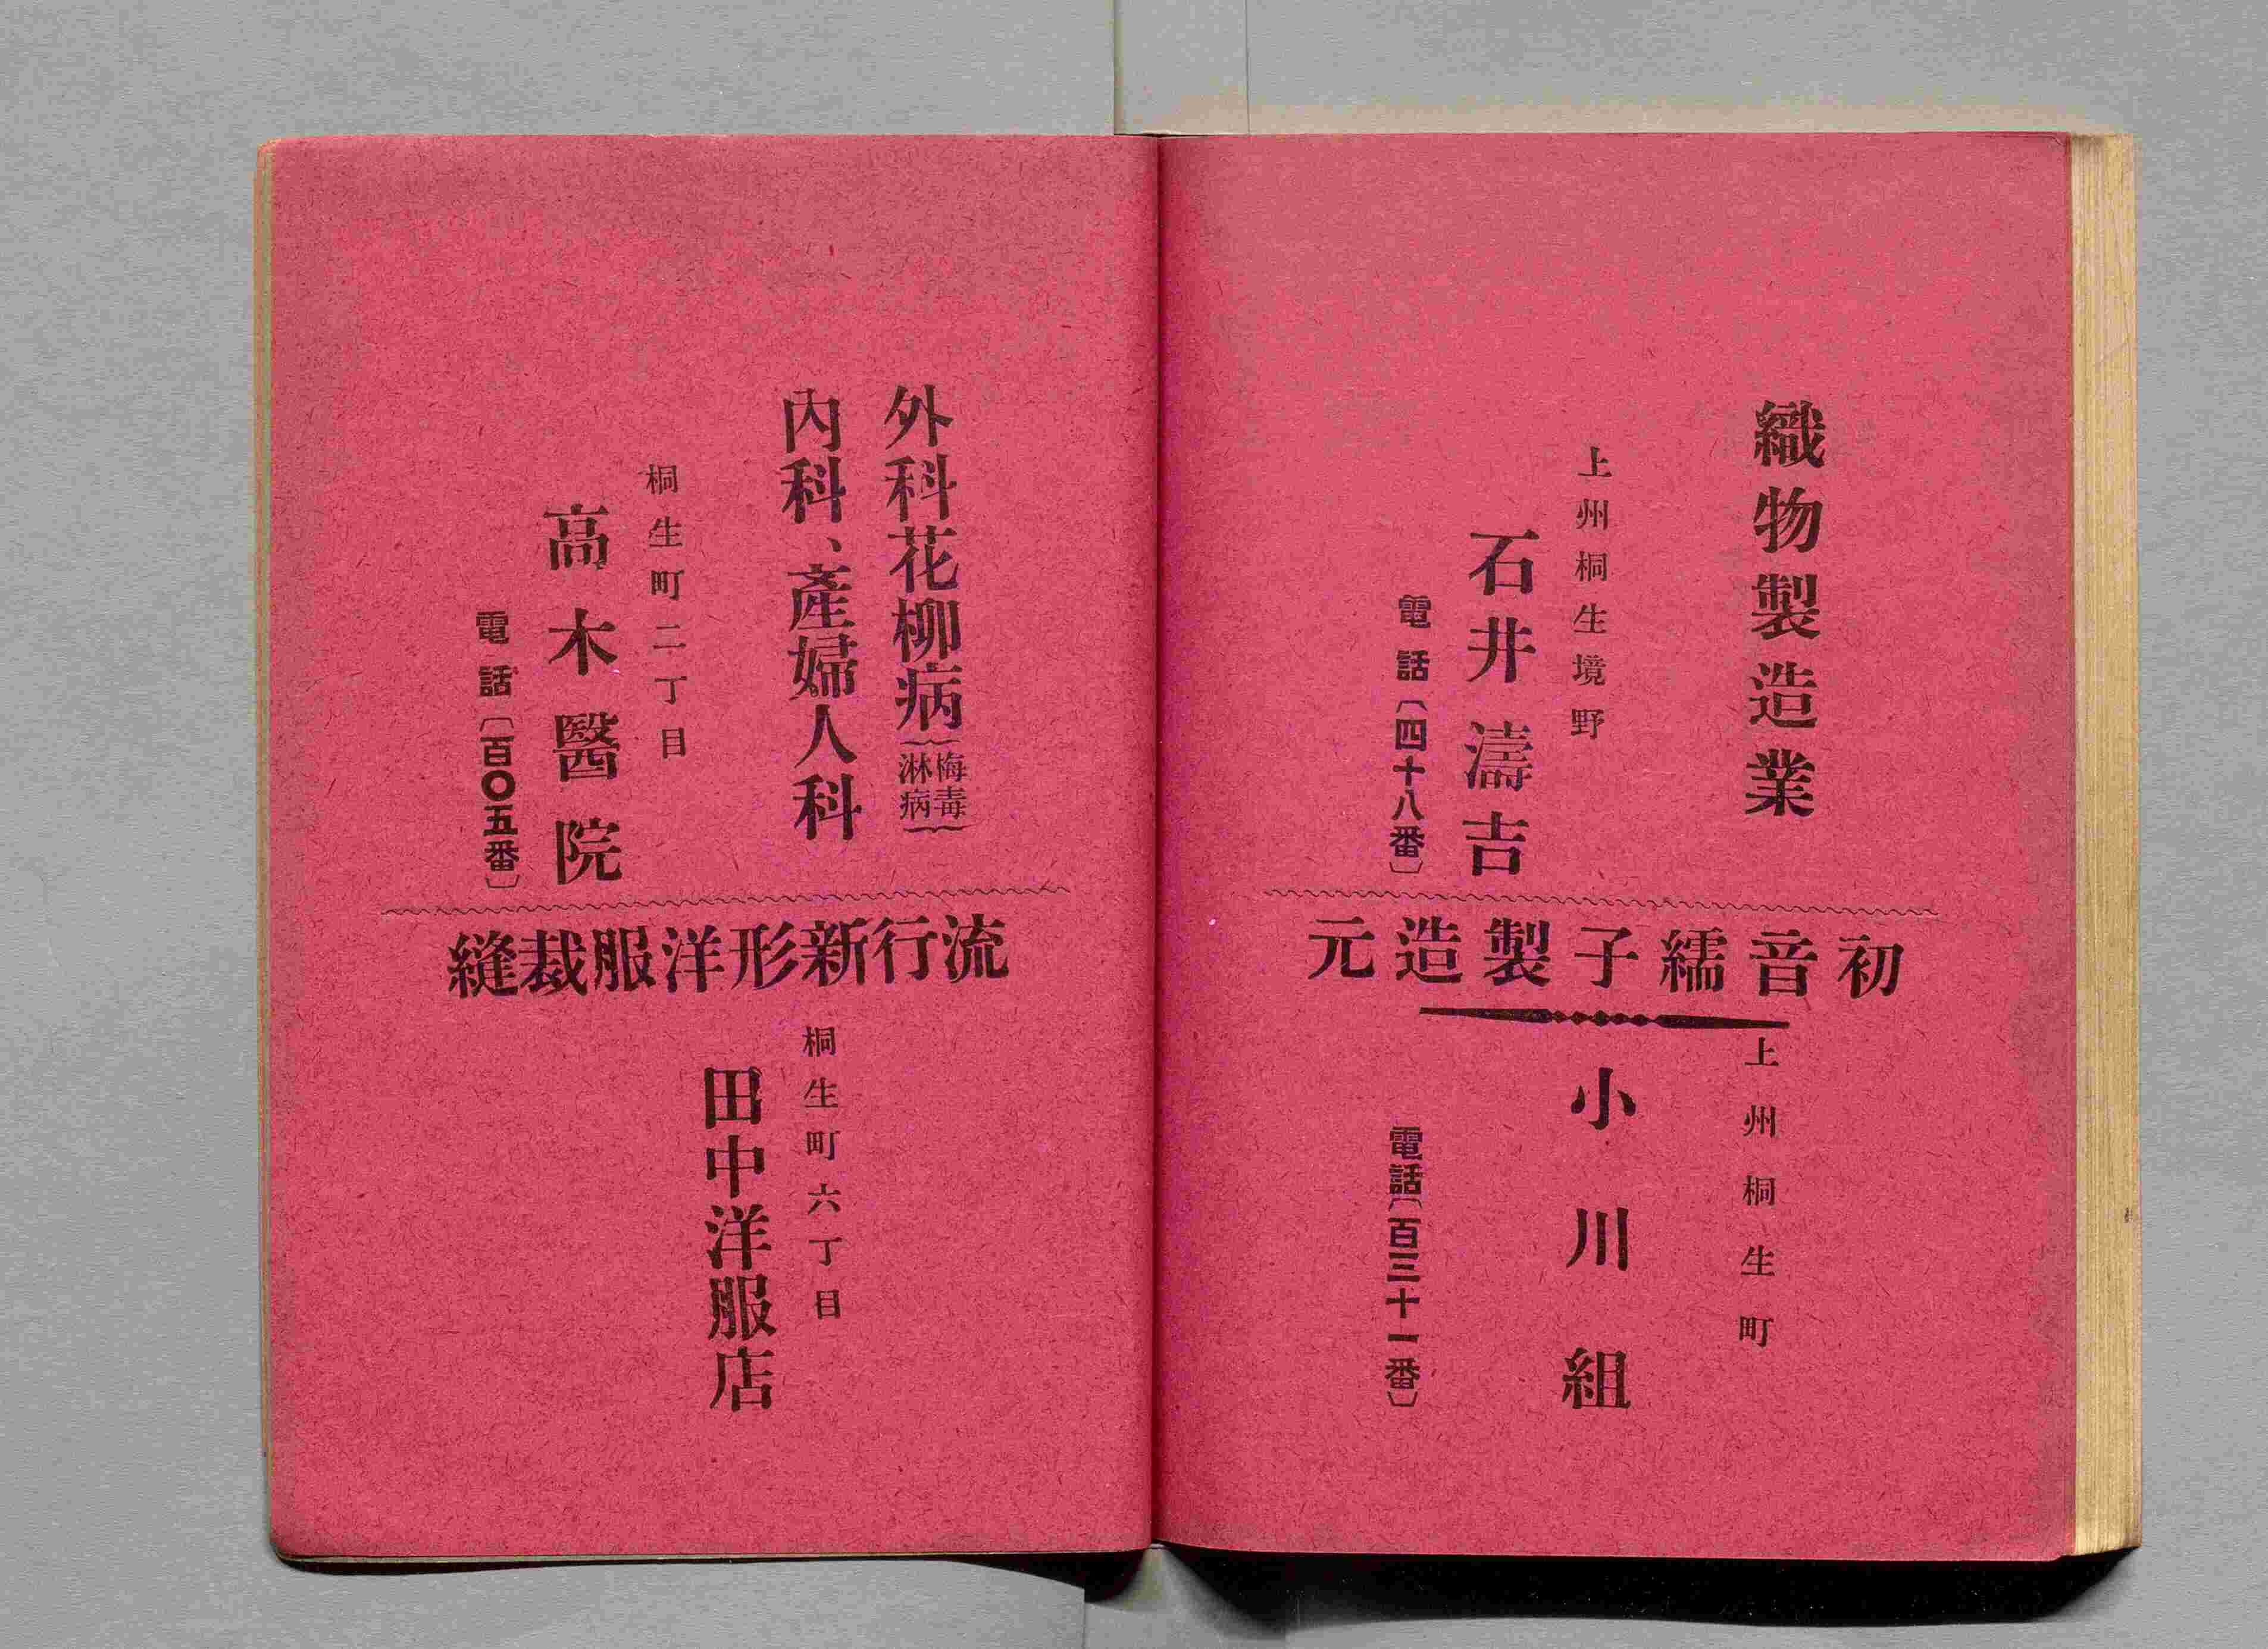 織物製造業
上州桐生境野
石井濤吉
電話〔四十八番〕
初音繻子製造元
上州桐生町
小川組
電話〔百三十一番〕
外科花柳病{梅毒淋病}
內科、產婦人科
桐生町二丁目
高木醫院
電話〔百〇五番〕
流行新形洋服裁縫
桐生町六丁目
田中洋服店